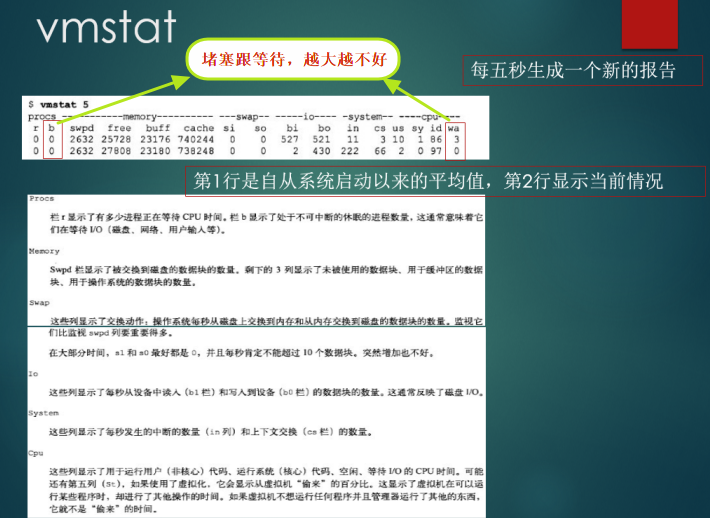 vmstat
堵塞跟等待，越大越不好
每五秒生成一个新的报告
$ vmstat 5
procs -----------memory---------- ---swap-- -----io---- -system-- ----cpu----
r b swpd free buff cache si so bi bo in cs us sy id wa
0 0 2632 25728 23176 740244 0 0 527 521 11 3 10 1 86 3
0 0 2632 27808 23180 738248 0 0 2 430 222 66 2 0 97 0
第1行是自从系统启动以来的平均值，第2行显示当前情况
Procs
栏 r 显示了有多少进程正在等待 CPU 时间。栏 b 显示了处于不可中断的休眠的进程数量，这通常意味着它
们在等待 I/O（磁盘、网络、用户输入等）。
Memory
Swpd 栏显示了被交换到磁盘的数据块的数量。剩下的 3 列显示了未被使用的数据块、用于缓冲区的数据
块、用于操作系统的数据块的数量。
Swap
这些列显示了交换动作：操作系统每秒从磁盘上交换到内存和从内存交换到磁盘的数据块的数量。监视它
们比监视 swpd 列要重要得多。
在大部分时间，si 和 so 最好都是 0，并且每秒肯定不能超过 10 个数据块。突然增加也不好。
Io
这些列显示了每秒从设备中读入（bi 栏）和写入到设备（bo 栏）的数据块的数量。这通常反映了磁盘 I/O。
System
这些列显示了每秒发生的中断的数量（in 列）和上下文交换（cs 栏）的数量。
Cpu
这些列显示了用于运行用户（非核心）代码、运行系统（核心）代码、空闲、等待 I/O 的 CPU 时间。可能
还有第五列（St），如果使用了虚拟化，它会显示从虚拟机“偷来”的百分比。这显示了虚拟机在可以运
行某些程序时，却进行了其他操作的时间。如果虚拟机不想运行任何程序并且管理器运行了其他的东西，
它就不是“偷来”的时间。